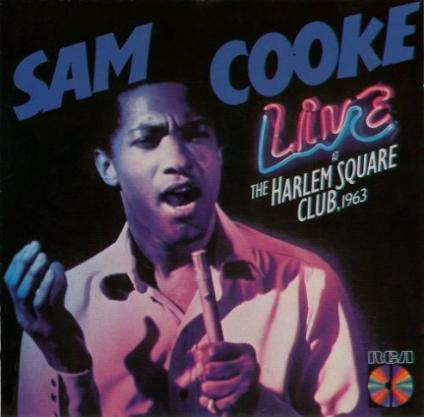 SAM COOKE
LIVE
AT
THE HARLEM SQUARE
CLUB, 1963
RCA